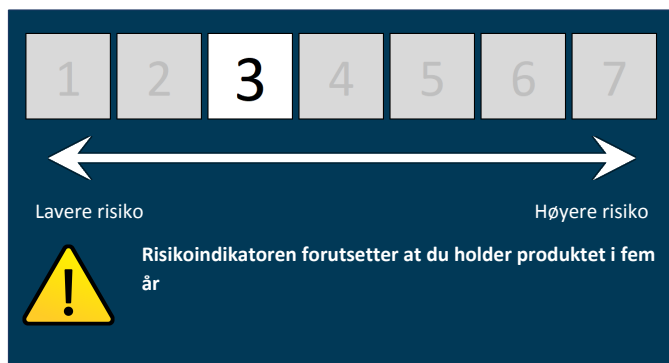 1 2 3 4 5 6 7
Lavere risiko Høyere risiko
Risikoindikatoren forutsetter at du holder produktet i fem
år